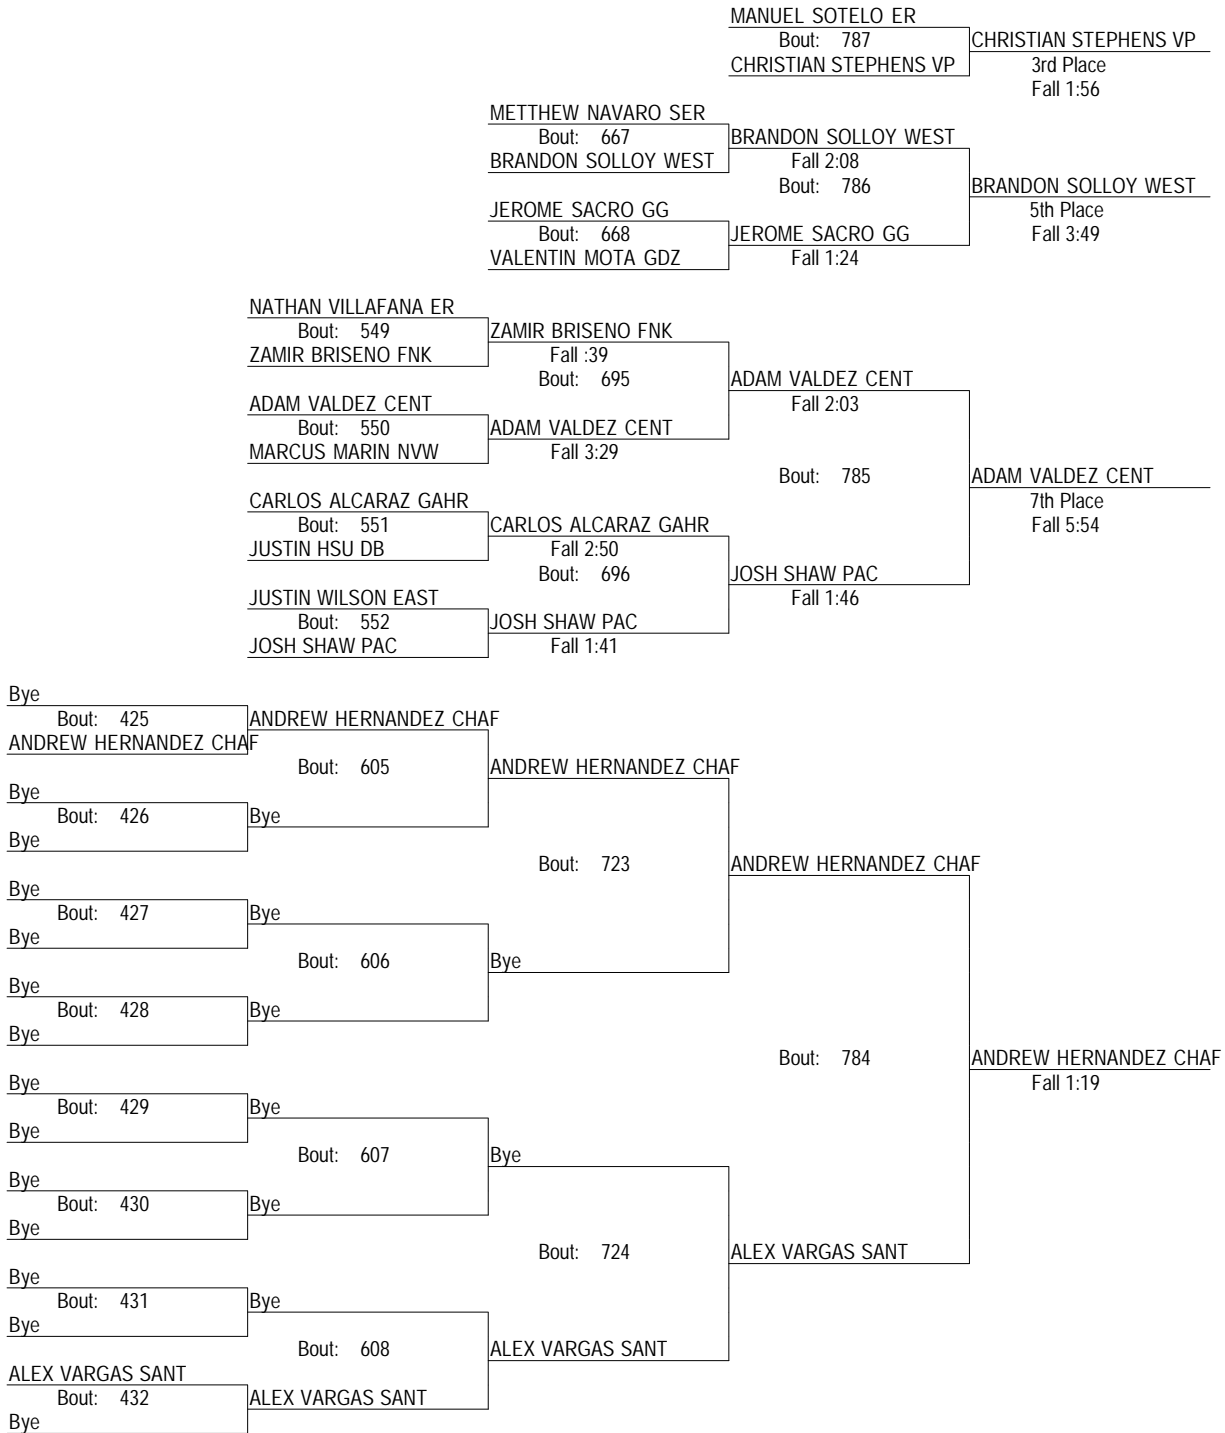 MANUEL SOTELO ER
Bout: 787
CHRISTIAN STEPHENS VP
CHRISTIAN STEPHENS VP
3rd Place
Fall 1:56
METTHEW NAVARO SER
Bout: 667
BRANDON SOLLOY WEST
BRANDON SOLLOY WEST
Fall 2:08
Bout: 786
BRANDON SOLLOY WEST
5th Place
Fall 3:49
JEROME SACRO GG
Bout: 668
VALENTIN MOTA GDZ
JEROME SACRO GG
Fall 1:24
NATHAN VILLAFANA ER
Bout: 549
ZAMIR BRISENO FNK
ZAMIR BRISENO FNK
Fall :39
Bout: 695
ADAM VALDEZ CENT
Fall 2:03
ADAM VALDEZ CENT
Bout: 550
MARCUS MARIN NVW
ADAM VALDEZ CENT
Fall 3:29
Bout: 785
ADAM VALDEZ CENT
7th Place
Fall 5:54
CARLOS ALCARAZ GAHR
Bout: 551
JUSTIN HSU DB
CARLOS ALCARAZ GAHR
Fall 2:50
Bout: 696
JOSH SHAW PAC
Fall 1:46
JUSTIN WILSON EAST
Bout: 552
JOSH SHAW PAC
JOSH SHAW PAC
Fall 1:41
Bye
Bout: 425
ANDREW HERNANDEZ CHAF
ANDREW HERNANDEZ CHAF
Bout: 605
ANDREW HERNANDEZ CHAF
Bye
Bout: 426
Bye
Bye
Bout: 723
ANDREW HERNANDEZ CHAF
Bye
Bout: 427
Bye
Bye
Bout: 606
Bye
Bye
Bout: 428
Bye
Bye
Bout: 784
ANDREW HERNANDEZ CHAF
Fall 1:19
Bye
Bout: 429
Bye
Bye
Bout: 607
Bye
Bye
Bout: 430
Bye
Bye
Bout: 724
ALEX VARGAS SANT
Bye
Bout: 431
Bye
Bye
Bout: 608
ALEX VARGAS SANT
ALEX VARGAS SANT
Bout: 432
Bye
ALEX VARGAS SANT